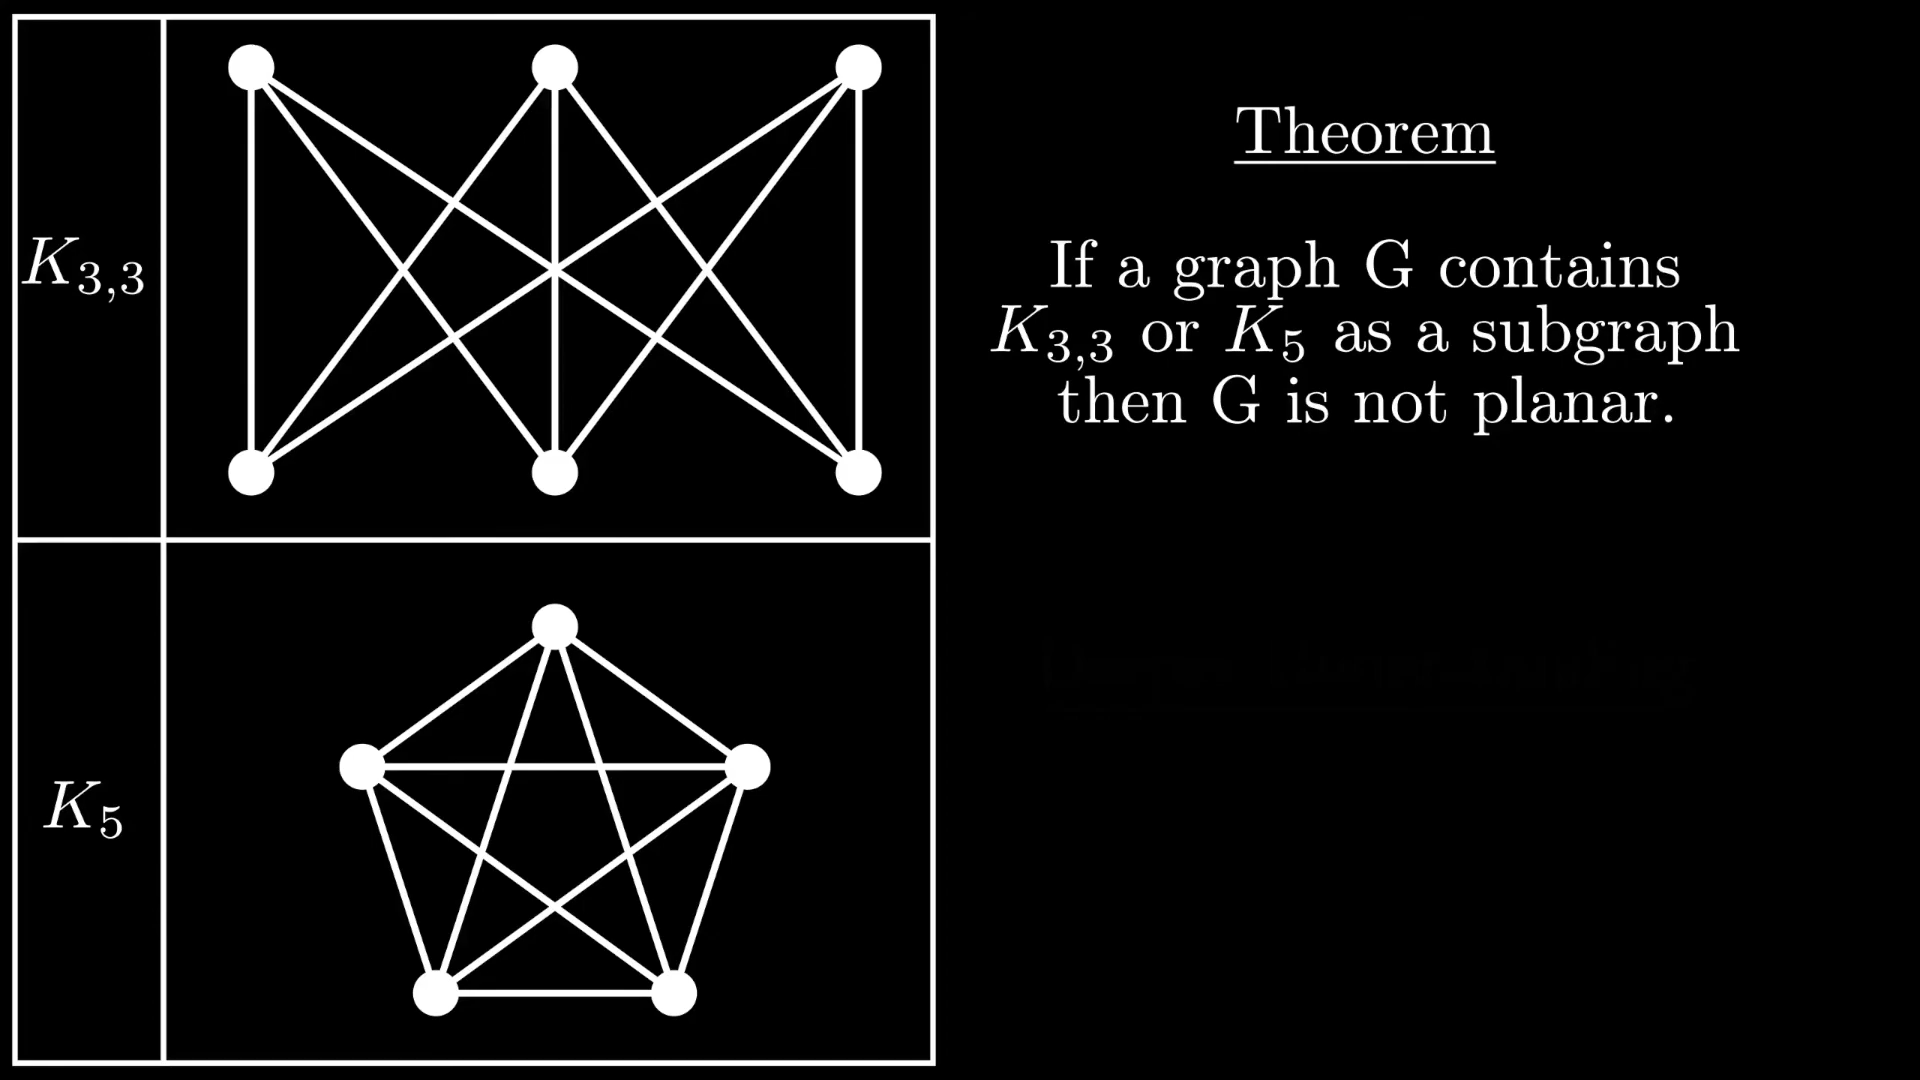 K3,3
K5
Theorem
If a graph G contains
K3,3 or K5 as a subgraph
then G is not planar.